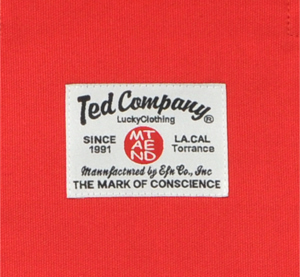 Ted Company®
LuckyClothing
SINCE 1991
MT
AE
ND
LA.CAL Torrance
Mannfactnred by Efn Co., Inc
THE MARK OF CONSCIENCE